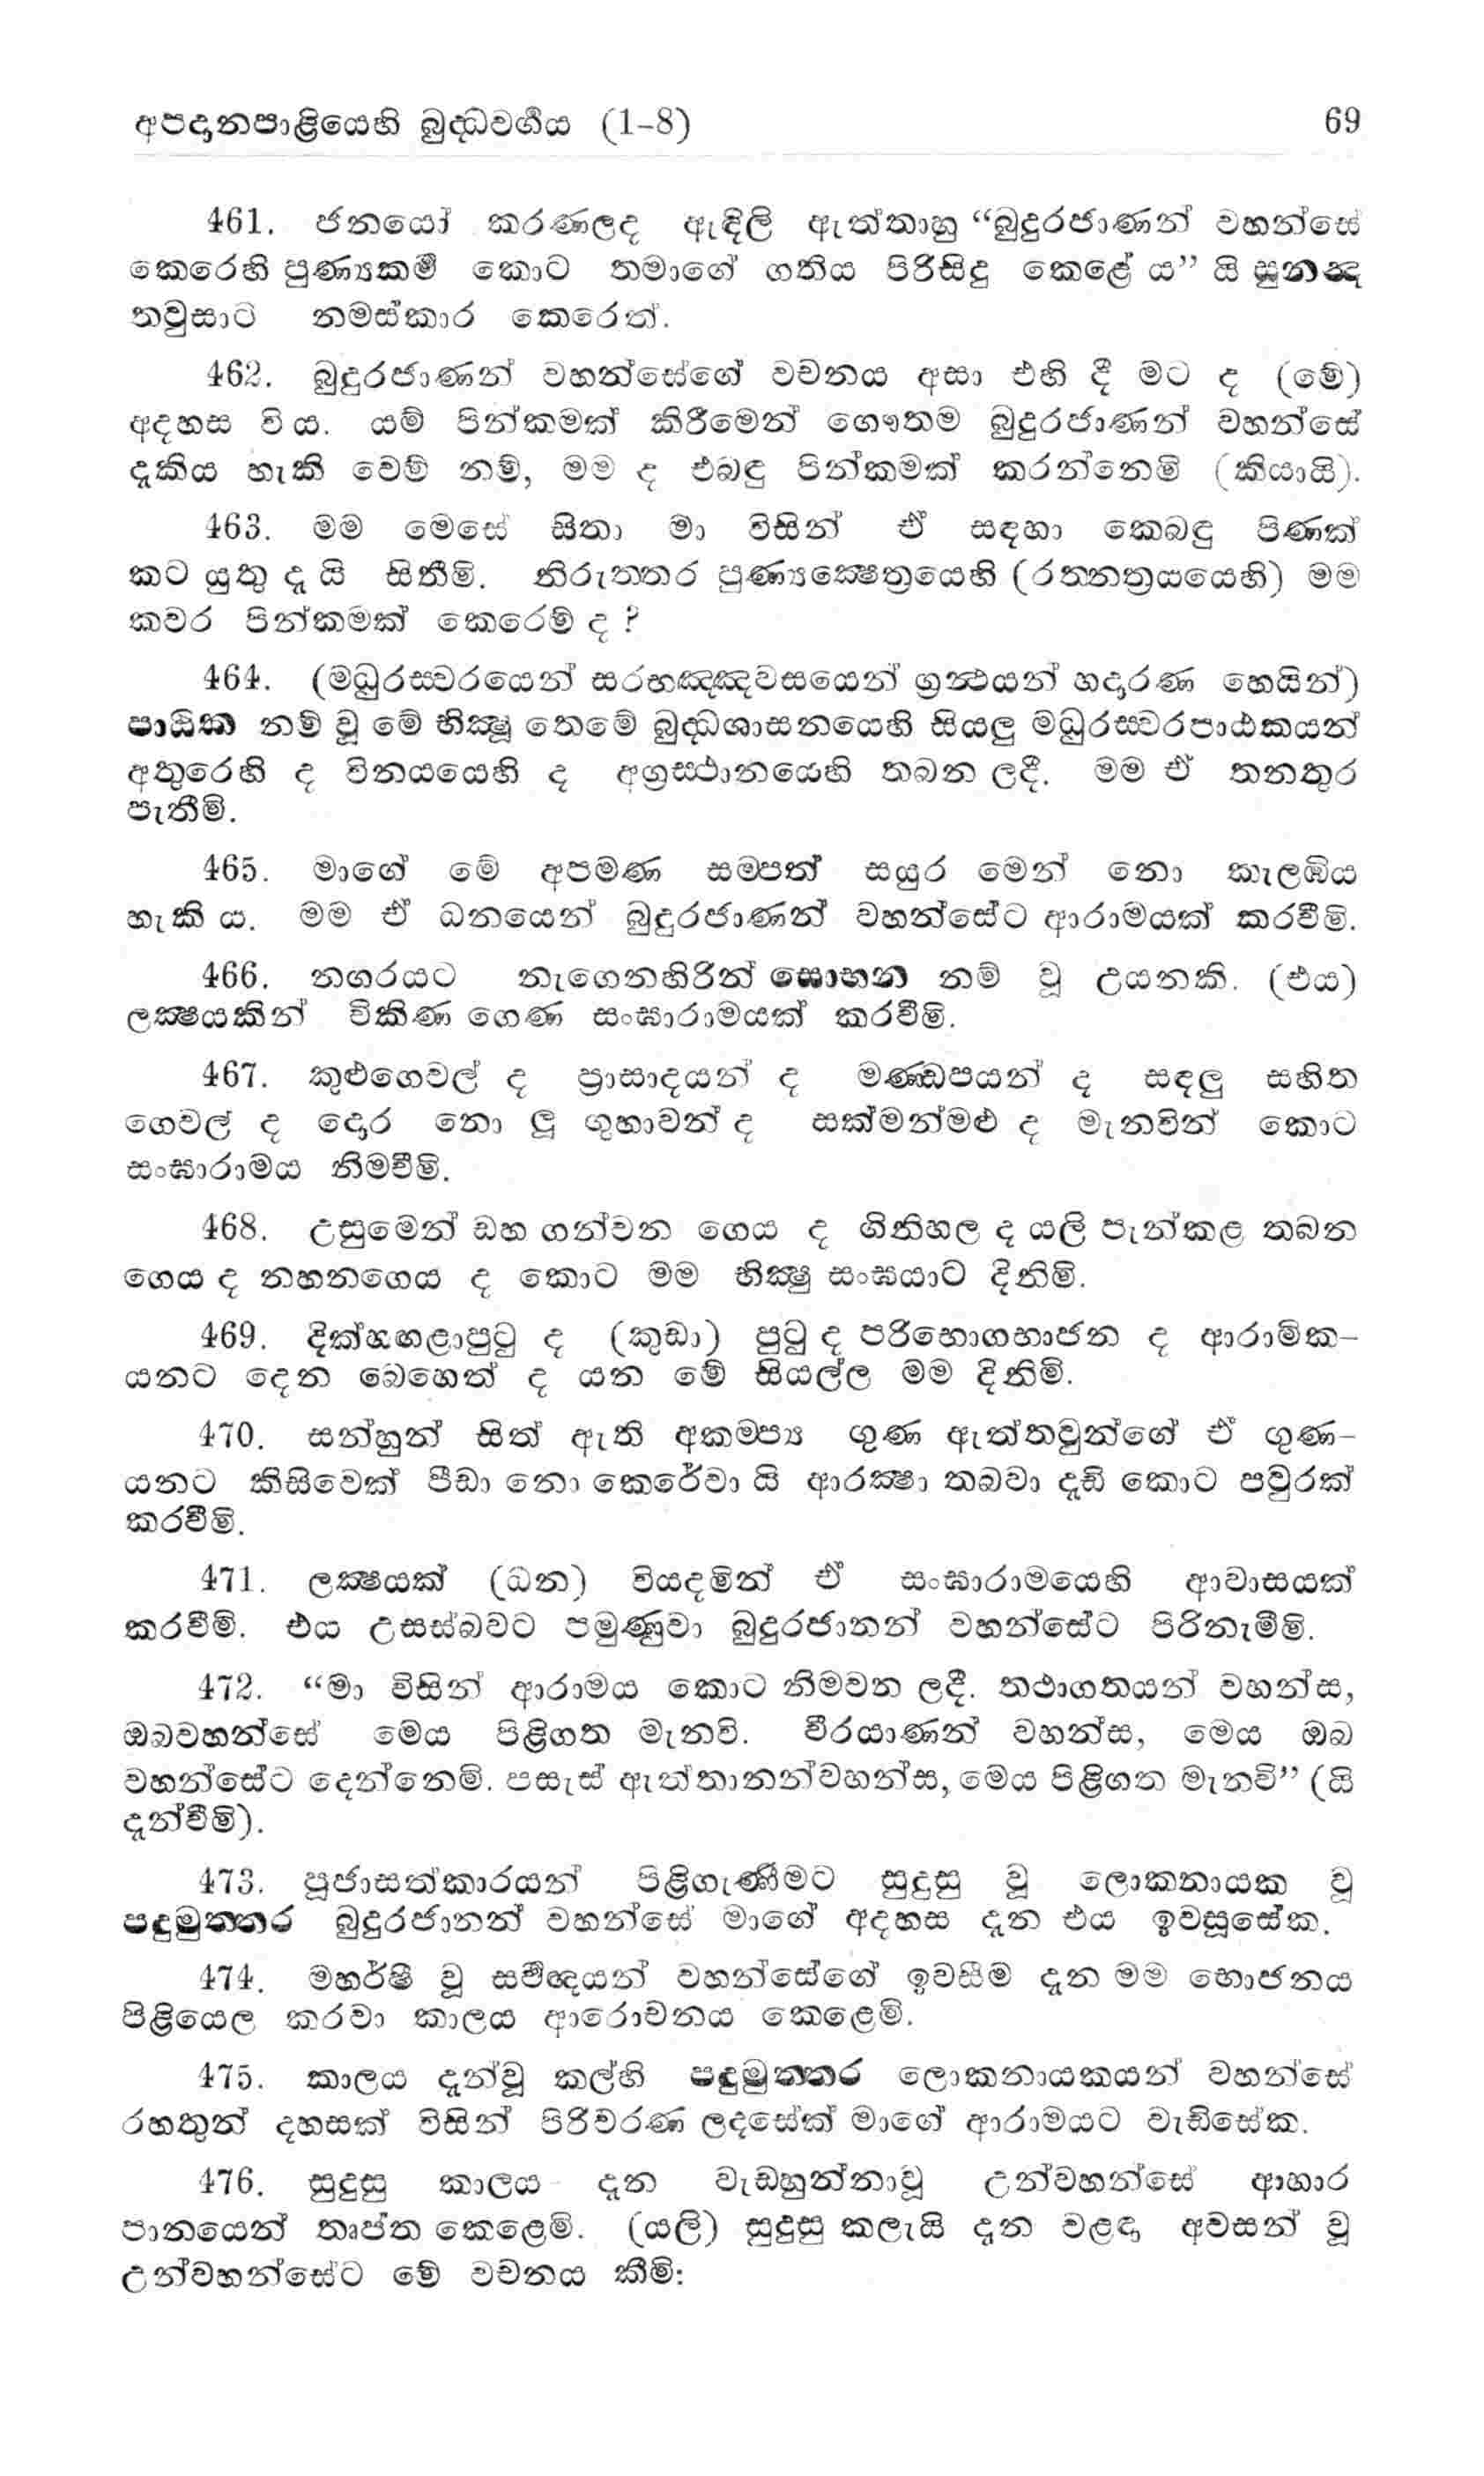 අපදානපාළියෙහි බුද්ධවර්ගය (1-8) 69
461. ජනයෝ කරණලද ඇඳිලි ඇත්තාහු “බුදුරජාණන් වහන්සේ
කෙරෙහි පුණ්‍යකර්ම කොට තමාගේ ගතිය පිරිසිදු කෙළේ ය” යි සුනන්‍ද
තවුසාට නමස්කාර කෙරෙත්.
462. බුදුරජාණන් වහන්සේගේ වචනය අසා එහි දී මට ද (මේ)
අදහස විය. යම් පින්කමක් කිරීමෙන් ගෞතම බුදුරජාණන් වහන්සේ
දැකිය හැකි වෙම් නම්, මම ද එබඳු පින්කමක් කරන්නෙමි (කියායි).
463. මම මෙසේ සිතා මා විසින් ඒ සඳහා කෙබඳු පිණක්
කට යුතු දැ යි සිතීමි. නිරුත්තර පුණ්‍යක්‍ෂෙත්‍රයෙහි (රත්නත්‍රයයෙහි) මම
කවර පින්කමක් කෙරෙම් ද ?
464. (මධුරස්වරයෙන් සරභඤ්ඤවසයෙන් ග්‍රන්‍ථයන් හදාරණ හෙයින්)
පාඨික නම් වූ මේ භික්‍ෂූ තෙමේ බුද්ධශාසනයෙහි සියලු මධුරස්වරපාඨකයන්
අතුරෙහි ද විනයයෙහි ද අග්‍රස්ථානයෙහි තබන ලදී. මම ඒ තනතුර
පැතීමි.
465. මාගේ මේ අපමණ සම්පත් සයුර මෙන් නො කැලඹිය
හැකි ය. මම ඒ ධනයෙන් බුදුරජාණන් වහන්සේට ආරාමයක් කරවීමි.
466. නගරයට නැගෙනහිරින් සොභන නම් වූ උයනකි. (එය)
ලක්‍ෂයකින් විකිණ ගෙණ සංඝාරාමයක් කරවීමි.
467. කුළුගෙවල් ද ප්‍රාසාදයන් ද මණ්ඩපයන් ද සඳලු සහිත
ගෙවල් ද දොර නො ලූ ගුහාවන් ද සක්මන්මළු ද මැනවින් කොට
සංඝාරාමය නිමවීමි.
468. උසුමෙන් ඩහ ගන්වන ගෙය ද ගිනිහල ද යලි පැන්කළ තබන
ගෙය ද නහනගෙය ද කොට මම භික්‍ෂු සංඝයාට දිනිමි.
469. දික්හඟළාපුටු ද (කුඩා) පුටු ද පරිභොගභාජන ද ආරාමික-
යනට දෙන බෙහෙත් ද යන මේ සියල්ල මම දිනිමි.
470. සන්හුන් සිත් ඇති අකම්ප්‍ය ගුණ ඇත්තවුන්ගේ ඒ ගුණ-
යනට කිසිවෙක් පීඩා නො කෙරේවා යි ආරක්‍ෂා තබවා දැඩි කොට පවුරක්
කරවීමි.
471. ලක්‍ෂයක් (ධන) වියදමින් ඒ සංඝාරාමයෙහි ආවාසයක්
කරවීමි. එය උසස්බවට පමුණුවා බුදුරජානන් වහන්සේට පිරිනැමීමි.
472. “මා විසින් ආරාමය කොට නිමවන ලදී. තථාගතයන් වහන්ස,
ඔබවහන්සේ මෙය පිළිගත මැනවි. වීරයාණන් වහන්ස, මෙය ඔබ
වහන්සේට දෙන්නෙමි. පසැස් ඇත්තානන්වහන්ස, මෙය පිළිගත මැනවි” (යි
දැන්වීමි).
473. පූජාසත්කාරයන් පිළිගැණීමට සුදුසු වූ ලොකනායක වූ
පදුමුත්තර බුදුරජානන් වහන්සේ මාගේ අදහස දැන එය ඉවසූසේක.
474. මහර්ෂී වූ සර්වඥයන් වහන්සේගේ ඉවසීම දැන මම භොජනය
පිළියෙල කරවා කාලය ආරොචනය කෙළෙමි.
475. කාලය දැන්වූ කල්හි පදුමුත්තර ලොකනායකයන් වහන්සේ
රහතුන් දහසක් විසින් පිරිවරණ ලදසේක් මාගේ ආරාමයට වැඩිසේක.
476. සුදුසු කාලය දැන වැඩහුන්නාවූ උන්වහන්සේ ආහාර
පානයෙන් තෘප්ත කෙළෙමි. (යලි) සුදුසු කලැයි දැන වළඳා අවසන් වූ
උන්වහන්සේට මේ වචනය කීමි: